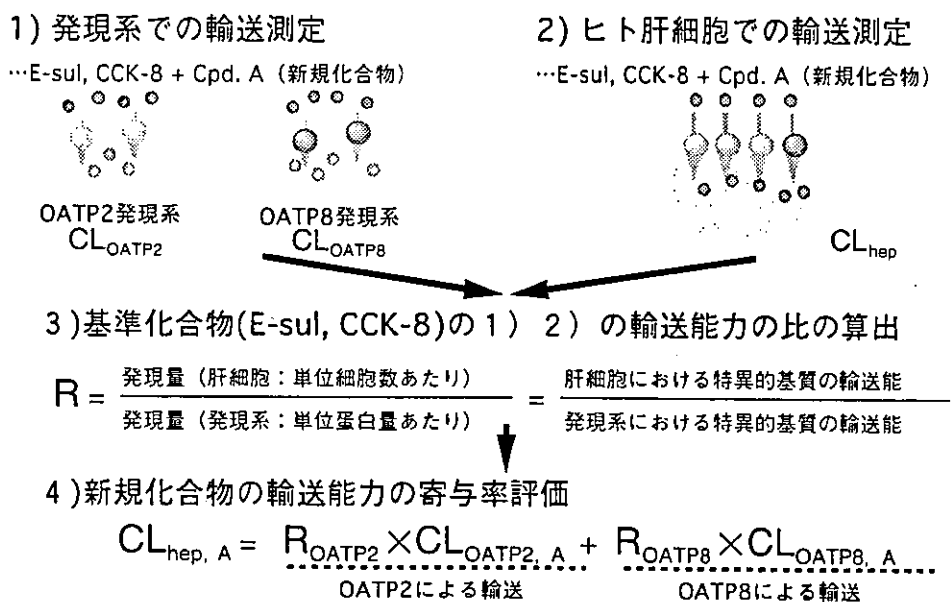 1) 発現系での輸送測定
…E-sul, CCK-8 + Cpd. A (新規化合物)
OATP2発現系
CL_OATP2
OATP8発現系
CL_OATP8
2) ヒト肝細胞での輸送測定
…E-sul, CCK-8 + Cpd. A (新規化合物)
CL_hep
3)基準化合物(E-sul, CCK-8)の1) 2) の輸送能力の比の算出
R = 発現量 (肝細胞:単位細胞数あたり) / 発現量 (発現系:単位蛋白量あたり) = 肝細胞における特異的基質の輸送能 / 発現系における特異的基質の輸送能
4)新規化合物の輸送能力の寄与率評価
CL_hep, A = R_OATP2 ×CL_OATP2, A + R_OATP8 ×CL_OATP8, A
OATP2による輸送 OATP8による輸送